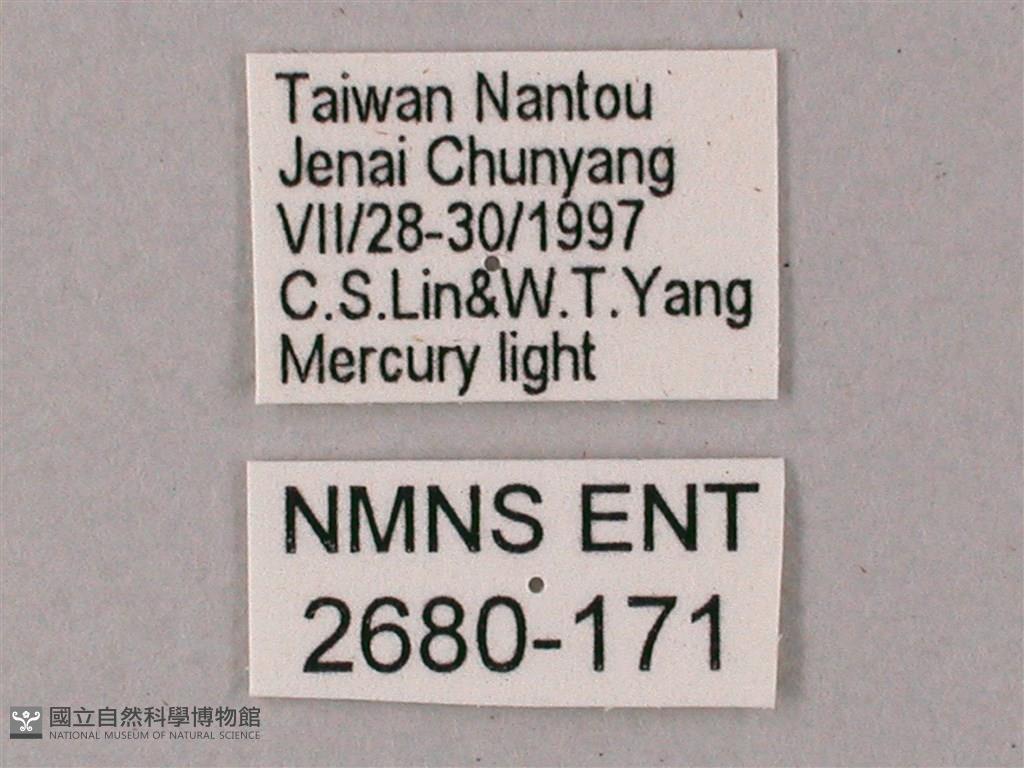 Taiwan Nantou
Jenai Chunyang
VII/28-30/1997
C.S.Lin&W.T.Yang
Mercury light
NMNS ENT
2680-171
國立自然科學博物館
NATIONAL MUSEUM OF NATURAL SCIENCE